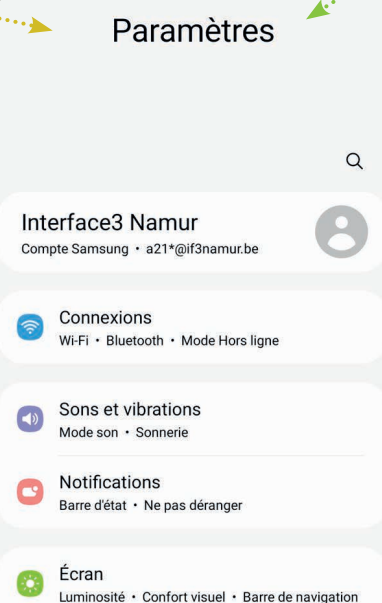 Paramètres
Interface3 Namur
Compte Samsung • a21*@if3namur.be
Connexions
Wi-Fi • Bluetooth • Mode Hors ligne
Sons et vibrations
Mode son • Sonnerie
Notifications
Barre d'état • Ne pas déranger
Écran
Luminosité • Confort visuel • Barre de navigation